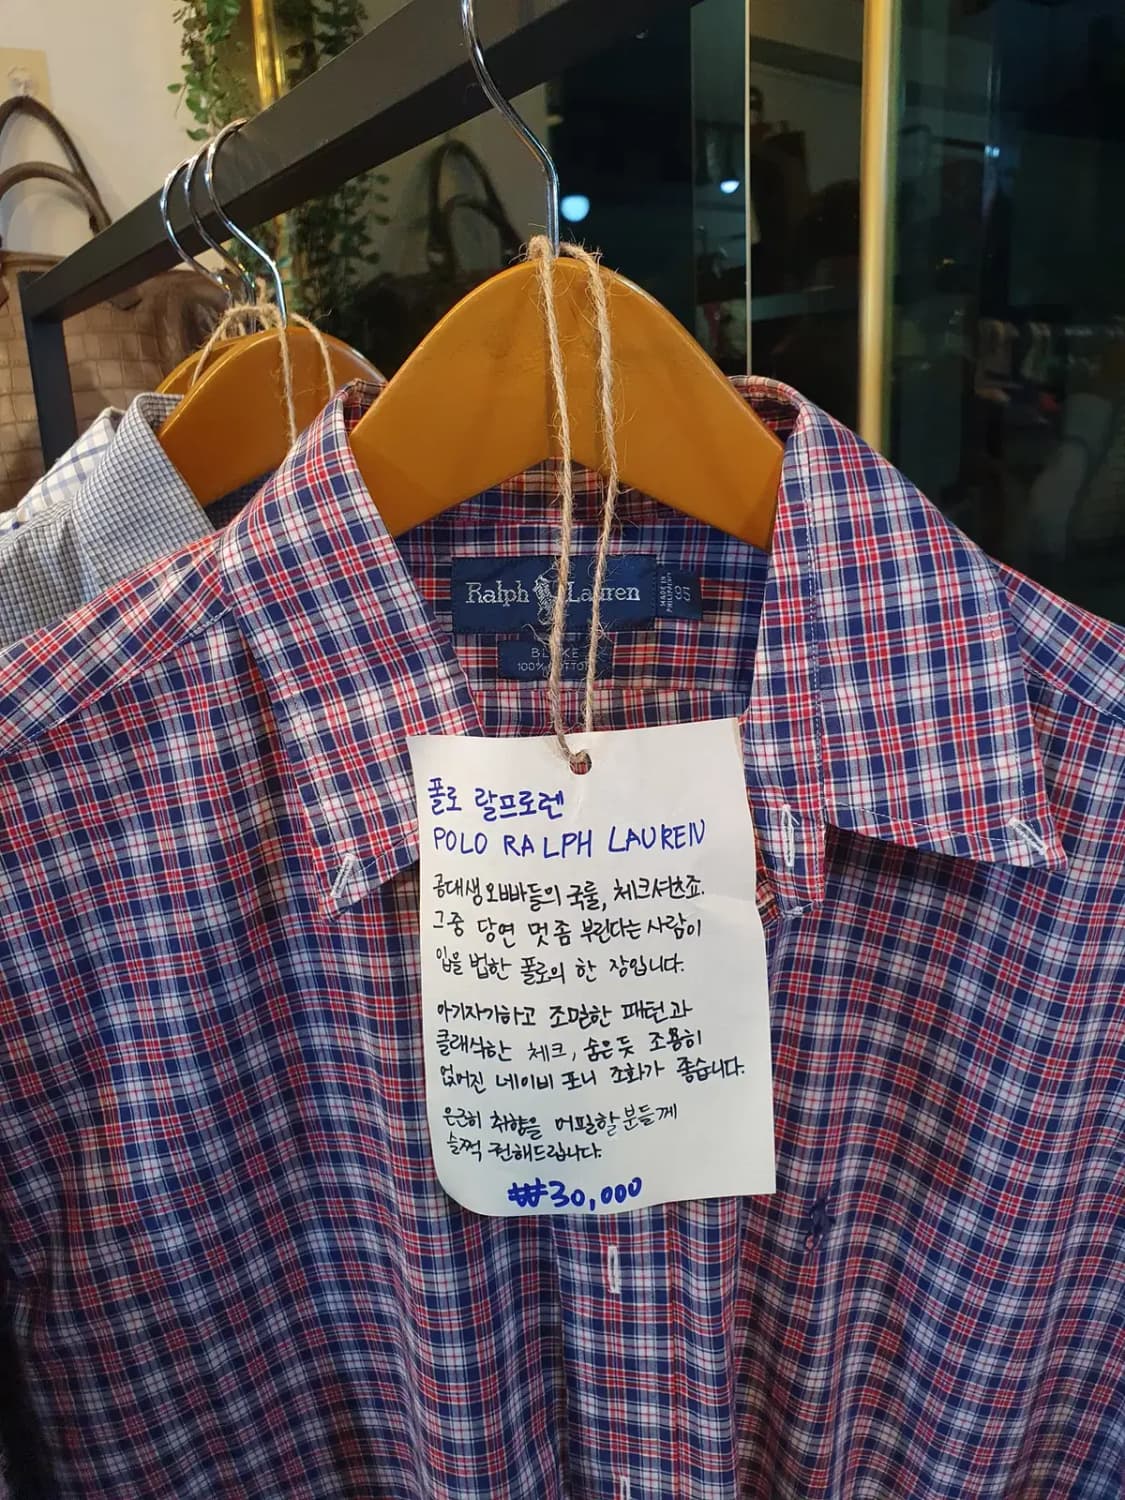 Ralph Lauren
MADE IN
PHILIPPINES
95
BLAKE
100% COTTON
폴로 랄프로렌
POLO RALPH LAUREN
공대생 오빠들의 국룰, 체크셔츠죠.
그 중 당연 멋 좀 부린다는 사람이
입을 법한 폴로의 한 장입니다.
아기자기하고 조밀한 패턴과
클래식한 체크, 숨은 듯 조용히
얹어진 네이비 포니 조화가 좋습니다.
은근히 취향을 어필할 분들께
슬쩍 권해드립니다.
₩30,000